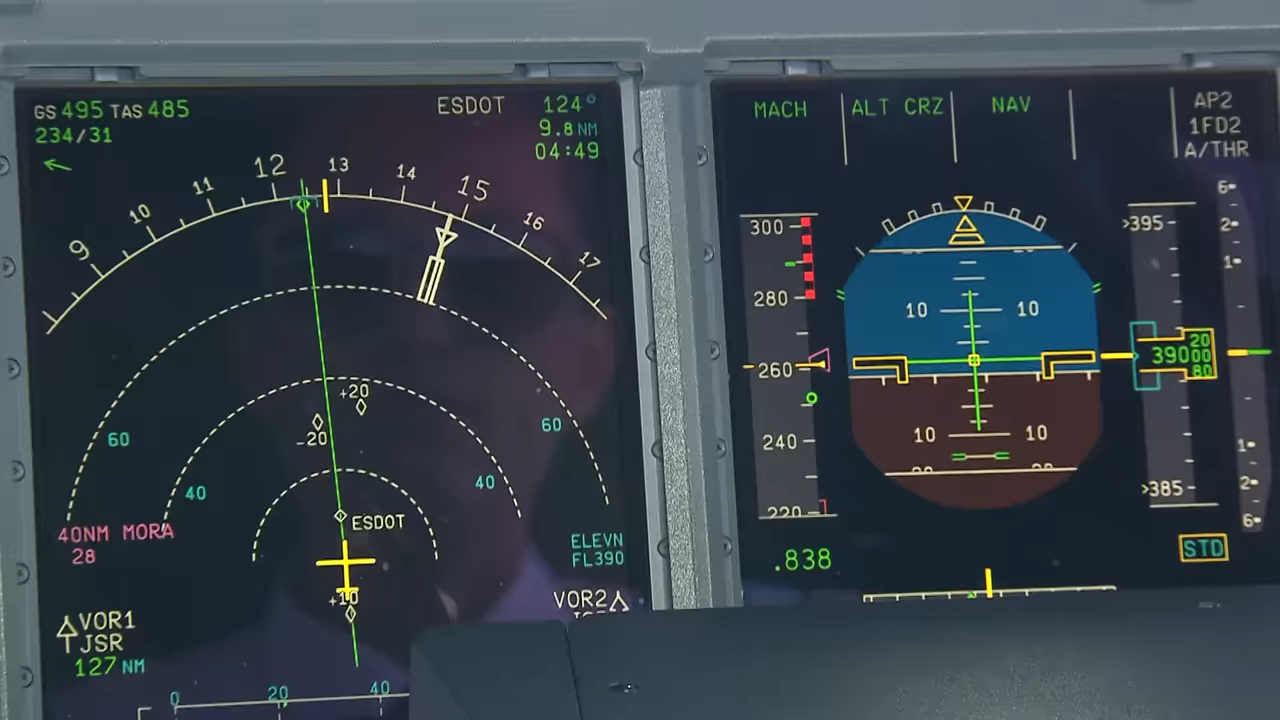 GS 495 TAS 485
234/31
ESDOT 124°
9.8 NM
04:49
9 10 11 12 13 14 15 16 17
+20
-20
60 60
40 40
ESDOT
40NM MORA
28
ELEVN
FL390
+10
VOR1
JSR
127 NM
VOR2
0 20 40
MACH ALT CRZ NAV AP2
1FD2
A/THR
300
280
260
240
220
.838
10 10
10 10
395
390 20
00
80
385
6
2
1
1
2
6
STD